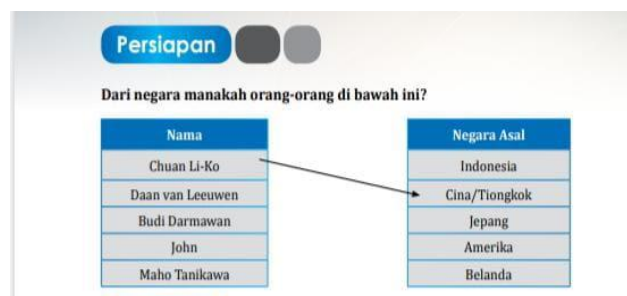 Persiapan
Dari negara manakah orang-orang di bawah ini?
Nama
Chuan Li-Ko
Daan van Leeuwen
Budi Darmawan
John
Maho Tanikawa
Negara Asal
Indonesia
Cina/Tiongkok
Jepang
Amerika
Belanda